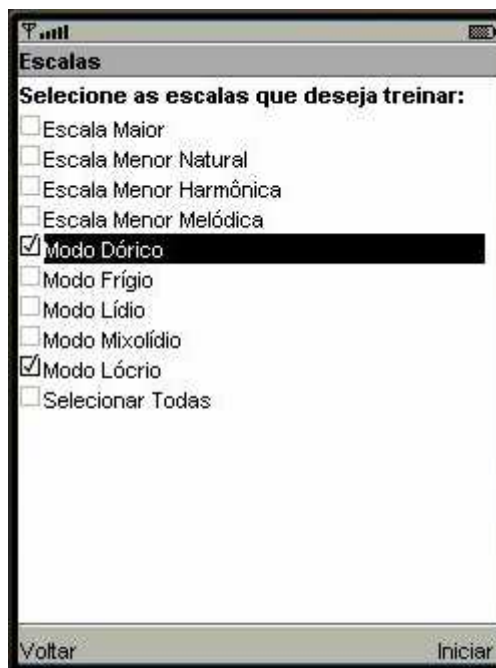 Escalas
Selecione as escalas que deseja treinar:
Escala Maior
Escala Menor Natural
Escala Menor Harmônica
Escala Menor Melódica
Modo Dórico
Modo Frígio
Modo Lídio
Modo Mixolídio
Modo Lócrio
Selecionar Todas
Voltar Iniciar